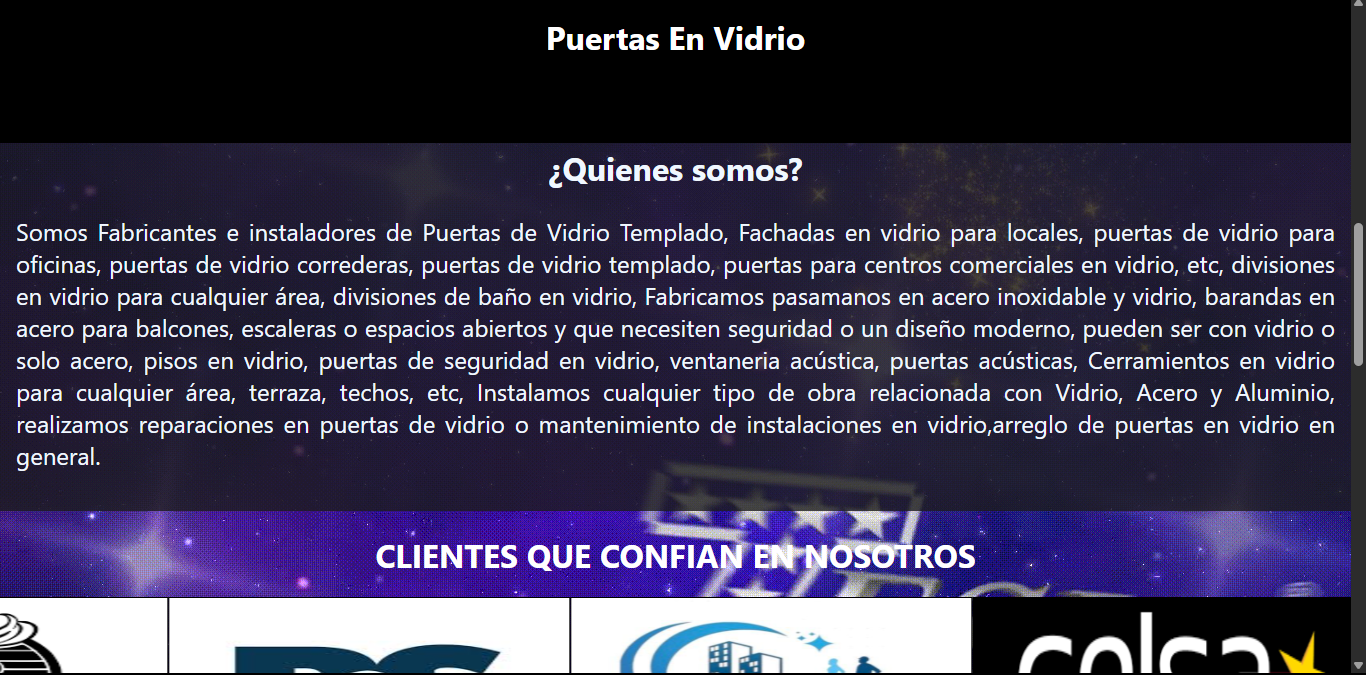 Puertas En Vidrio
¿Quienes somos?
Somos Fabricantes e instaladores de Puertas de Vidrio Templado, Fachadas en vidrio para locales, puertas de vidrio para
oficinas, puertas de vidrio correderas, puertas de vidrio templado, puertas para centros comerciales en vidrio, etc, divisiones
en vidrio para cualquier área, divisiones de baño en vidrio, Fabricamos pasamanos en acero inoxidable y vidrio, barandas en
acero para balcones, escaleras o espacios abiertos y que necesiten seguridad o un diseño moderno, pueden ser con vidrio o
solo acero, pisos en vidrio, puertas de seguridad en vidrio, ventaneria acústica, puertas acústicas, Cerramientos en vidrio
para cualquier área, terraza, techos, etc, Instalamos cualquier tipo de obra relacionada con Vidrio, Acero y Aluminio,
realizamos reparaciones en puertas de vidrio o mantenimiento de instalaciones en vidrio,arreglo de puertas en vidrio en
general.
CLIENTES QUE CONFIAN EN NOSOTROS
colsa